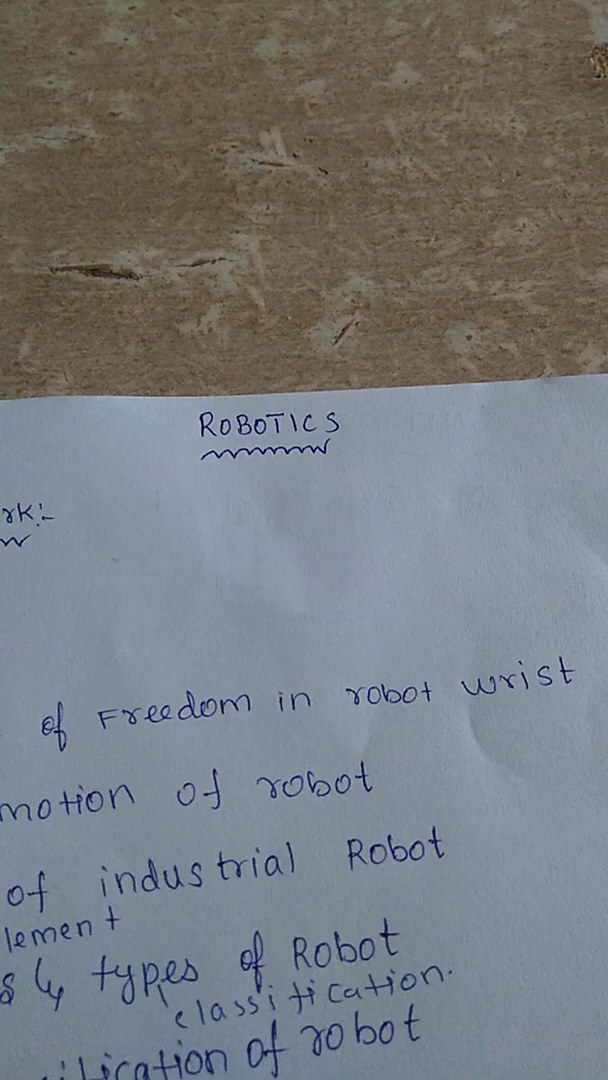 ROBOTICS
rk:-
of Freedom in robot wrist
motion of robot
of industrial Robot
lement
s & types of Robot
classification.
ification of robot